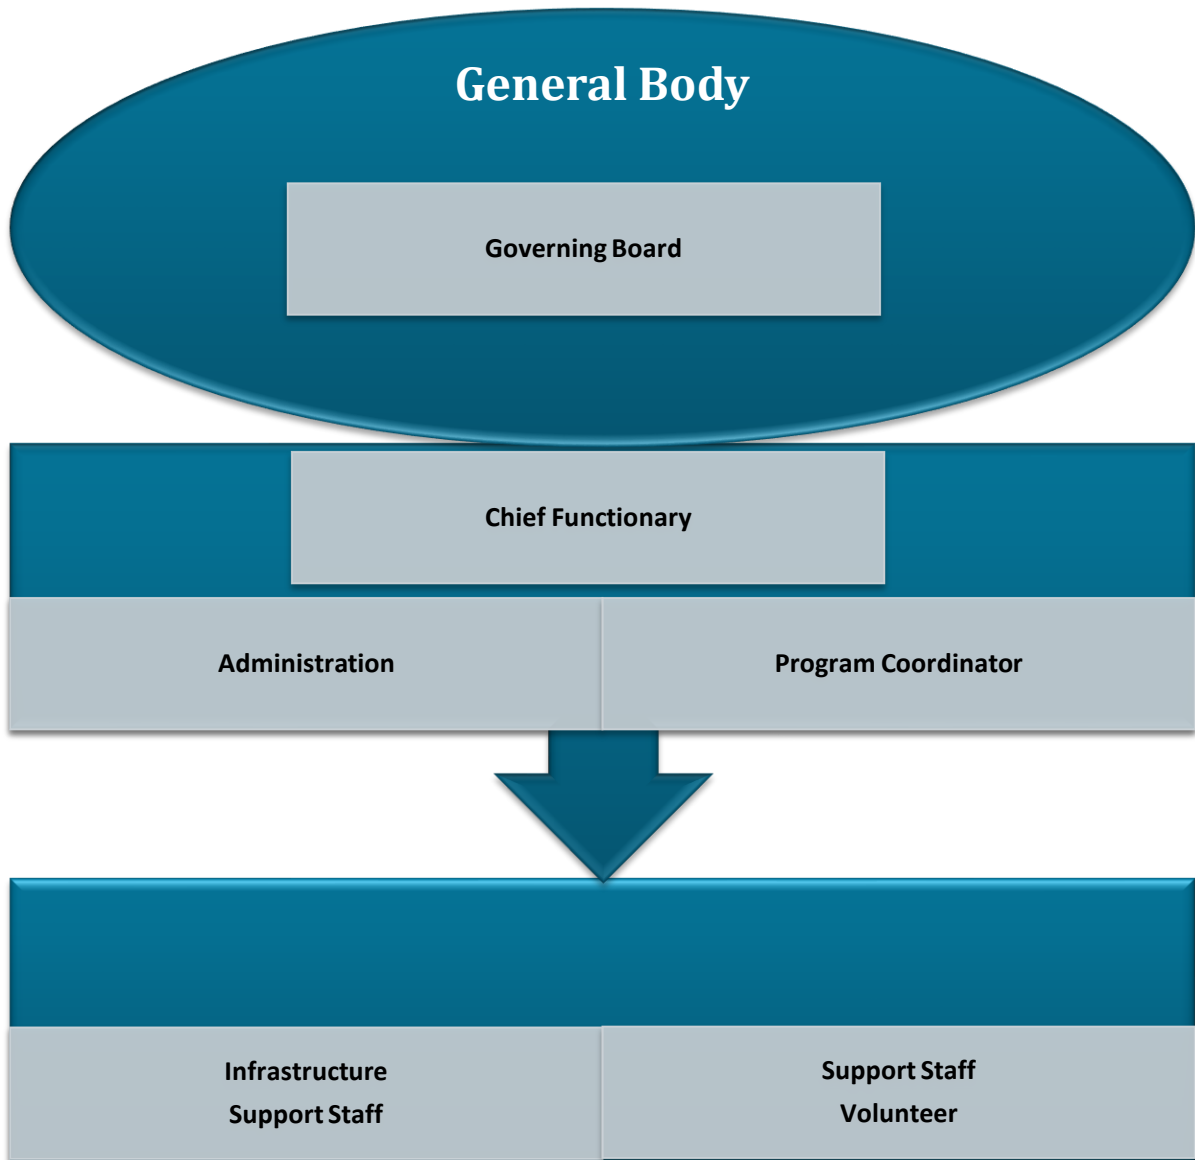 General Body
Governing Board
Chief Functionary
Administration
Program Coordinator
Infrastructure
Support Staff
Support Staff
Volunteer